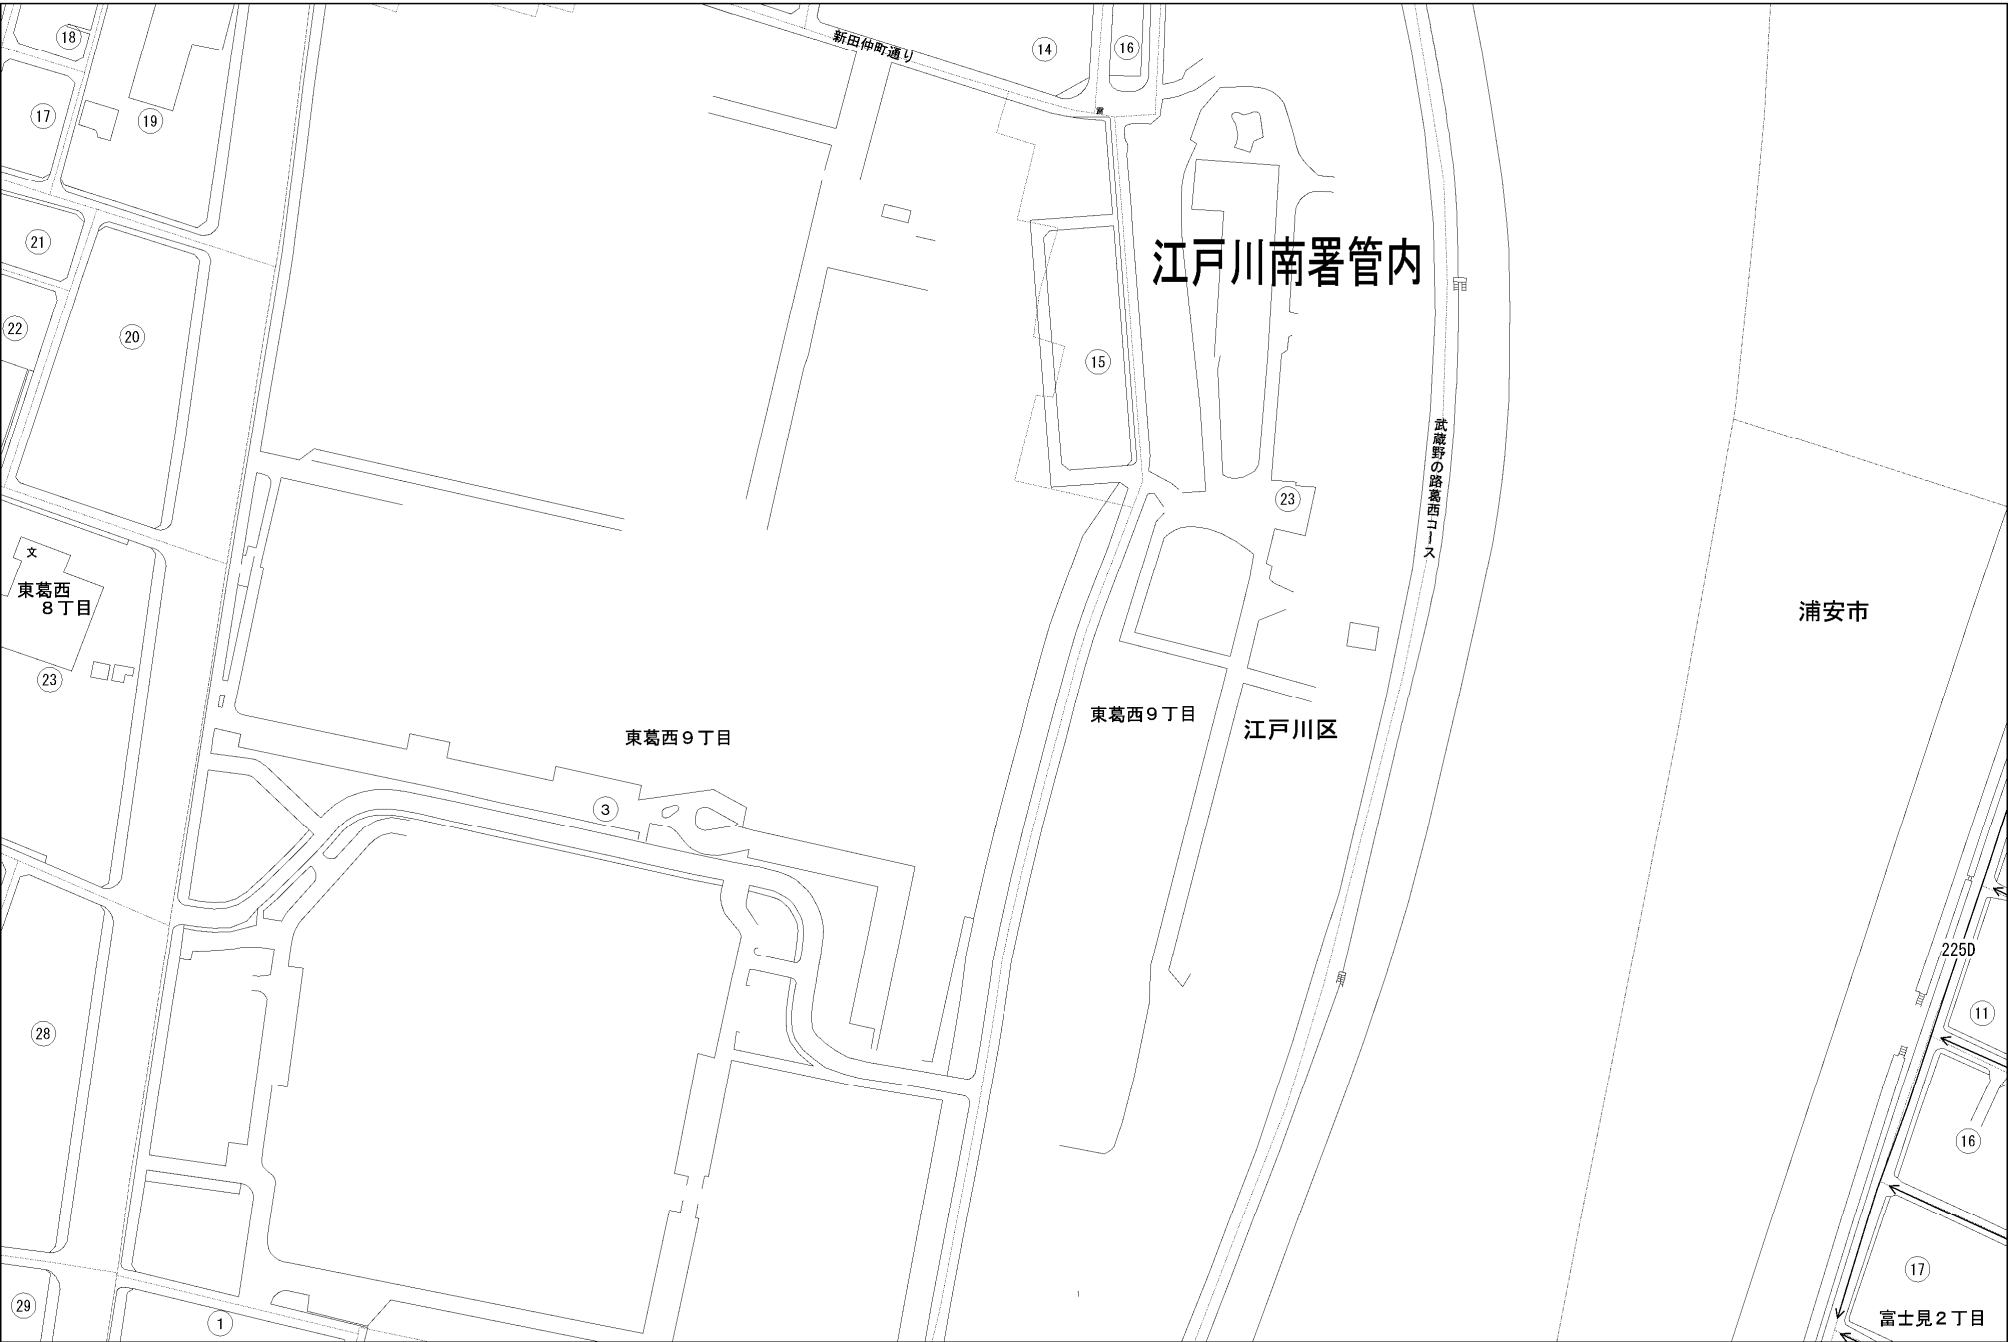 18
新田仲町通り
14
16
17
19
21
江戸川南署管内
22
20
15
武蔵野の路葛西コース
23
文
東葛西
8丁目
浦安市
23
東葛西9丁目
東葛西9丁目
江戸川区
3
225D
11
28
16
17
29
1
富士見2丁目